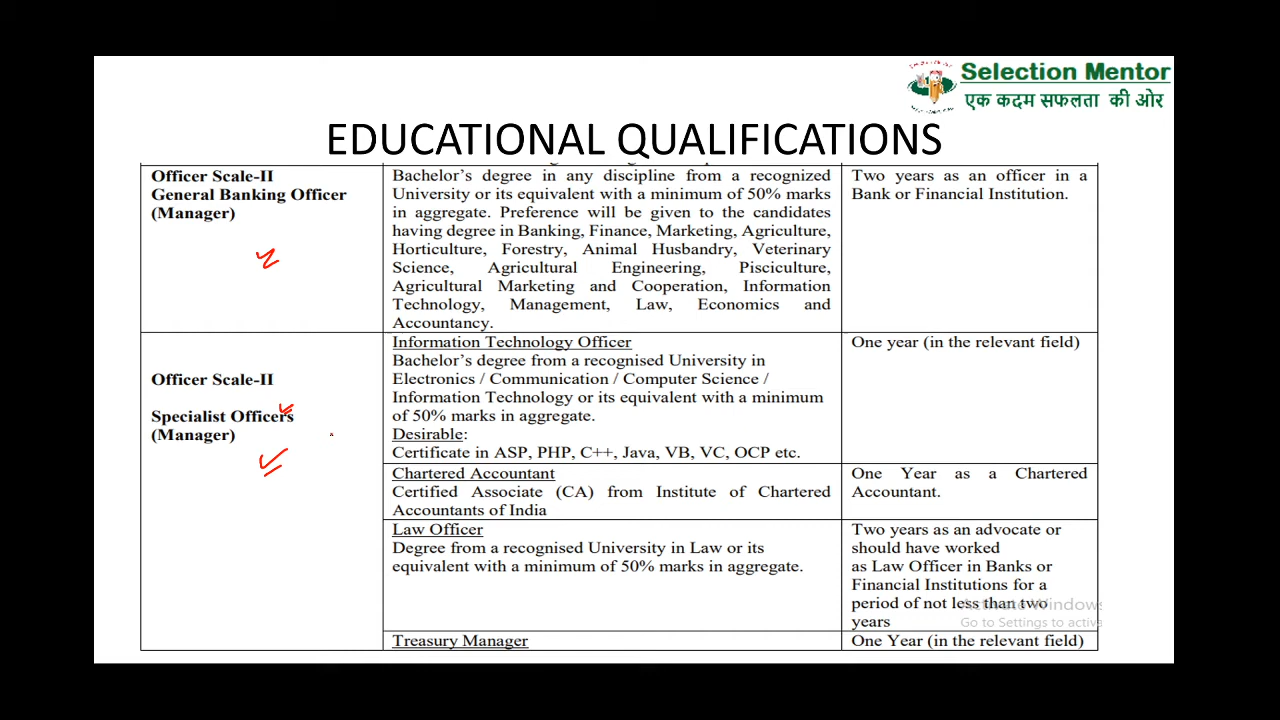 Selection Mentor
एक कदम सफलता की ओर
EDUCATIONAL QUALIFICATIONS
Officer Scale-II
General Banking Officer
(Manager)
Bachelor's degree in any discipline from a recognized
University or its equivalent with a minimum of 50% marks
in aggregate. Preference will be given to the candidates
having degree in Banking, Finance, Marketing, Agriculture,
Horticulture, Forestry, Animal Husbandry, Veterinary
Science, Agricultural Engineering, Pisciculture,
Agricultural Marketing and Cooperation, Information
Technology, Management, Law, Economics and
Accountancy.
Two years as an officer in a
Bank or Financial Institution.
Officer Scale-II
Specialist Officers
(Manager)
Information Technology Officer
Bachelor's degree from a recognised University in
Electronics / Communication / Computer Science /
Information Technology or its equivalent with a minimum
of 50% marks in aggregate.
Desirable:
Certificate in ASP, PHP, C++, Java, VB, VC, OCP etc.
One year (in the relevant field)
Chartered Accountant
Certified Associate (CA) from Institute of Chartered
Accountants of India
One Year as a Chartered
Accountant.
Law Officer
Degree from a recognised University in Law or its
equivalent with a minimum of 50% marks in aggregate.
Two years as an advocate or
should have worked
as Law Officer in Banks or
Financial Institutions for a
period of not less than two
years
Treasury Manager
One Year (in the relevant field)
Activate Windows
Go to Settings to activa